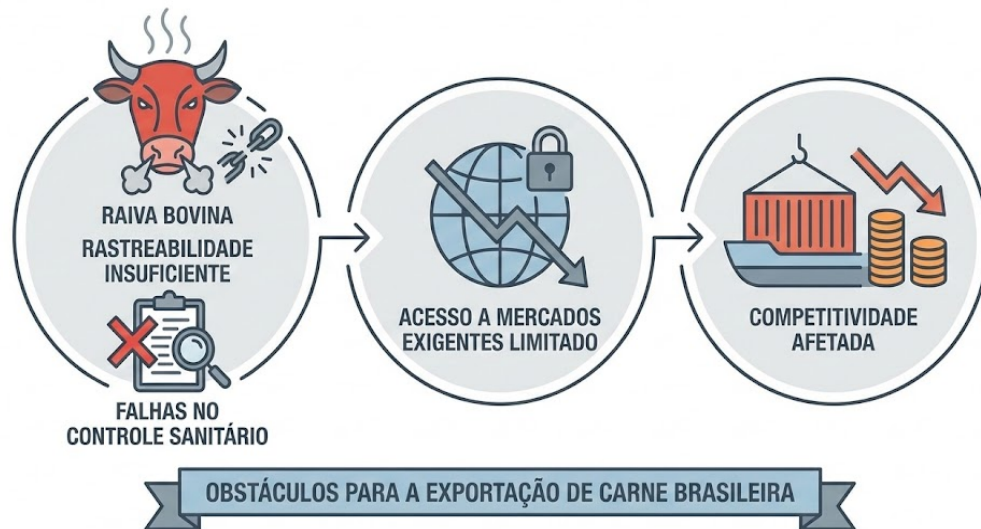 RAIVA BOVINA
RASTREABILIDADE
INSUFICIENTE
FALHAS NO
CONTROLE SANITÁRIO
ACESSO A MERCADOS
EXIGENTES LIMITADO
COMPETITIVIDADE
AFETADA
OBSTÁCULOS PARA A EXPORTAÇÃO DE CARNE BRASILEIRA